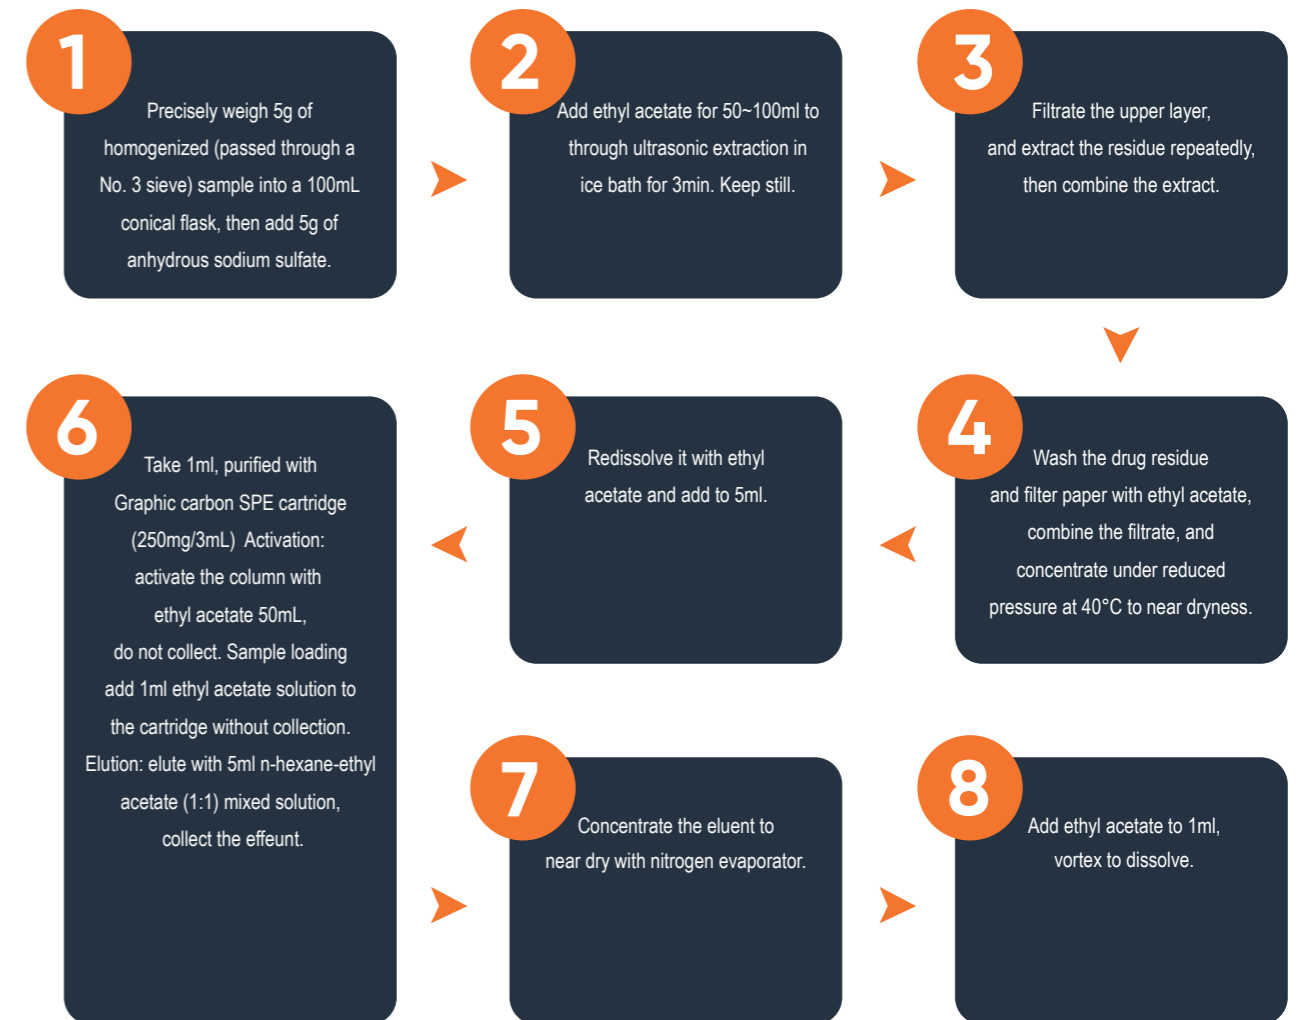 1
Precisely weigh 5g of
homogenized (passed through a
No. 3 sieve) sample into a 100mL
conical flask, then add 5g of
anhydrous sodium sulfate.
2
Add ethyl acetate for 50~100ml to
through ultrasonic extraction in
ice bath for 3min. Keep still.
3
Filtrate the upper layer,
and extract the residue repeatedly,
then combine the extract.
4
Wash the drug residue
and filter paper with ethyl acetate,
combine the filtrate, and
concentrate under reduced
pressure at 40°C to near dryness.
5
Redissolve it with ethyl
acetate and add to 5ml.
6
Take 1ml, purified with
Graphic carbon SPE cartridge
(250mg/3mL) Activation:
activate the column with
ethyl acetate 50mL,
do not collect. Sample loading
add 1ml ethyl acetate solution to
the cartridge without collection.
Elution: elute with 5ml n-hexane-ethyl
acetate (1:1) mixed solution,
collect the effeunt.
7
Concentrate the eluent to
near dry with nitrogen evaporator.
8
Add ethyl acetate to 1ml,
vortex to dissolve.